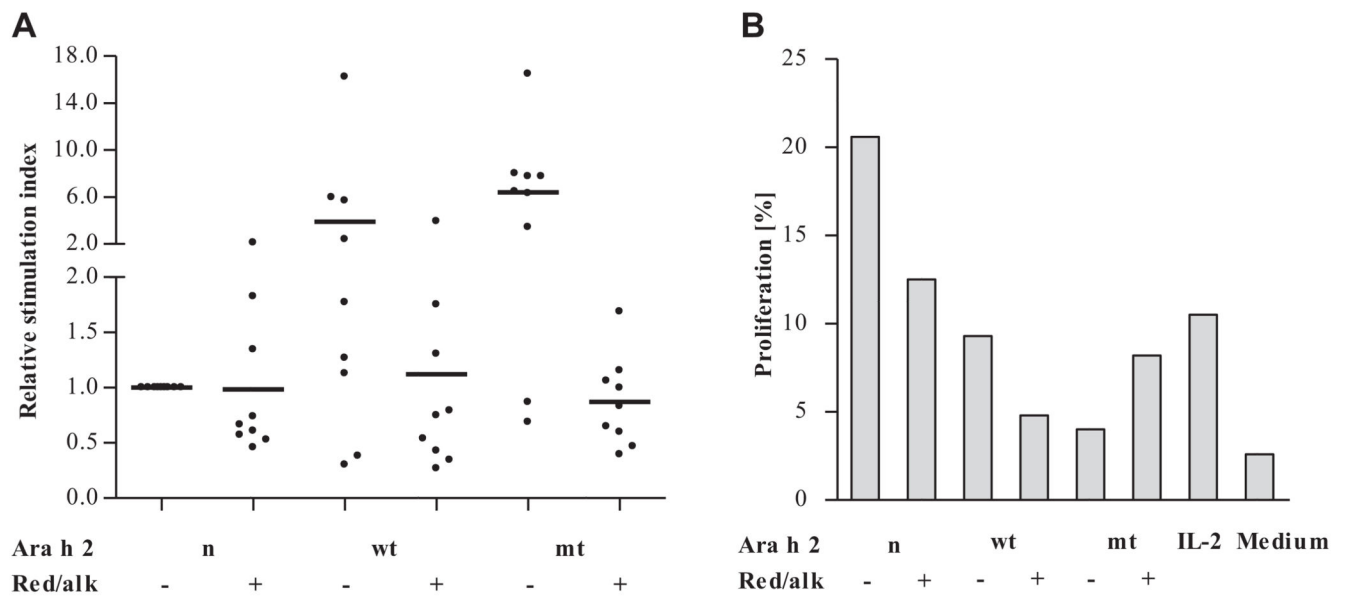 A
Relative stimulation index
18.0
14.0
10.0
6.0
2.0
2.0
1.5
1.0
0.5
0.0
Ara h 2 n wt mt
Red/alk - + - + - +
B
Proliferation [%]
25
20
15
10
5
0
Ara h 2 n wt mt IL-2 Medium
Red/alk - + - + - +